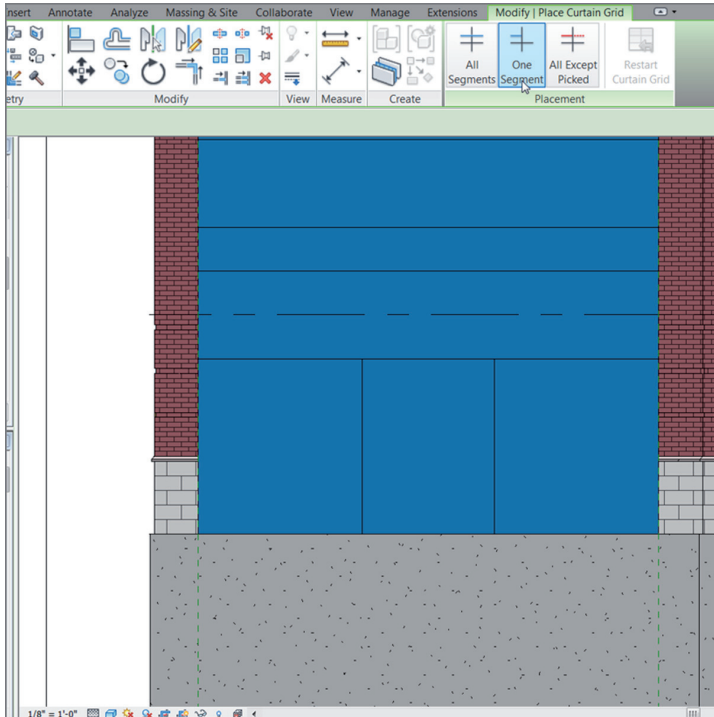 nsert Annotate Analyze Massing & Site Collaborate View Manage Extensions Modify | Place Curtain Grid
All Segments
One Segment
All Except Picked
Restart Curtain Grid
etry Modify View Measure Create Placement
1/8" = 1'-0"